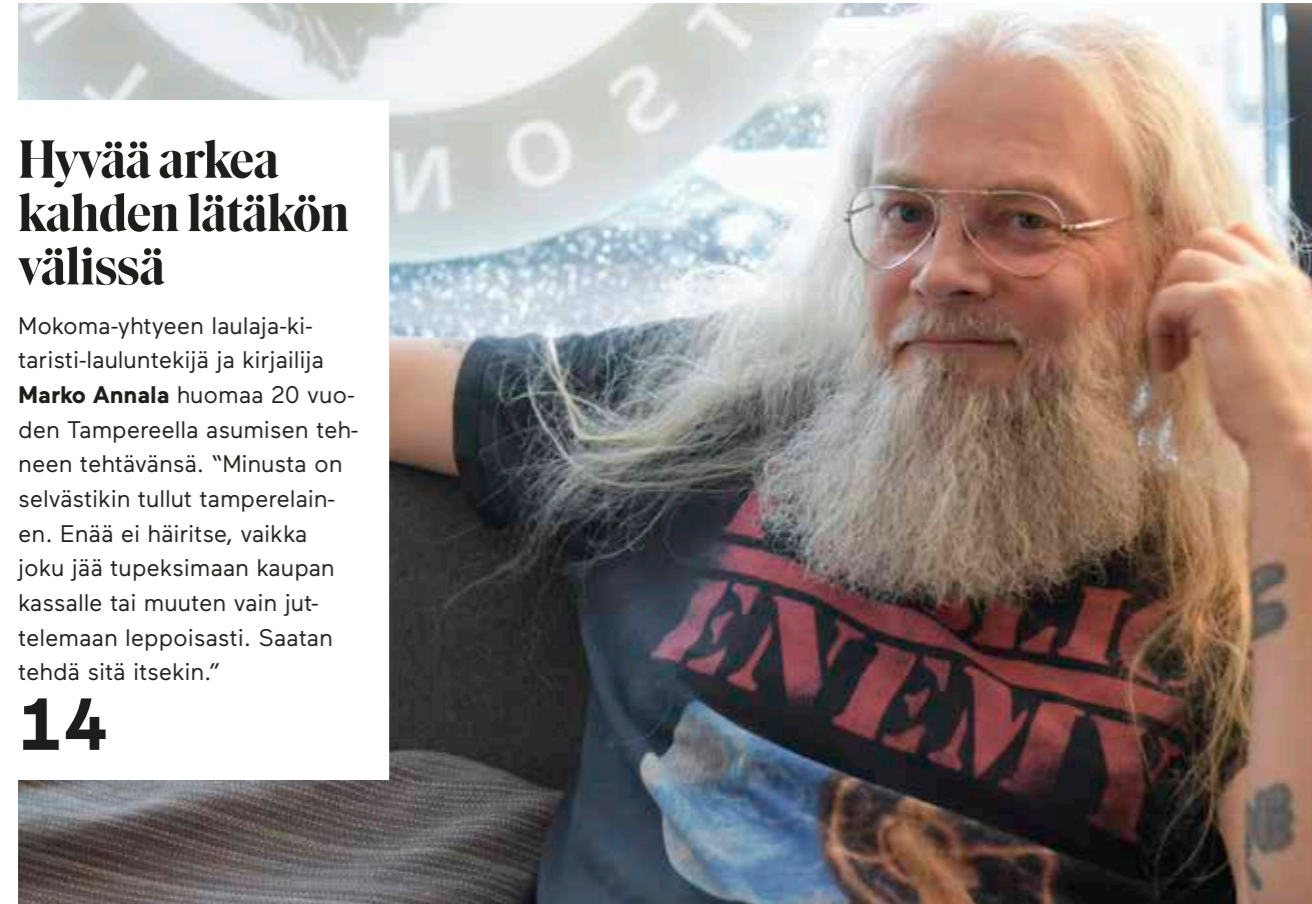 Hyvää arkea
kahden lätäkön
välissä
Mokoma-yhtyeen laulaja-ki-
taristi-lauluntekijä ja kirjailija
Marko Annala huomaa 20 vuo-
den Tampereella asumisen teh-
neen tehtävänsä. “Minusta on
selvästikin tullut tamperelain-
en. Enää ei häiritse, vaikka
joku jää tupeksimaan kaupan
kassalle tai muuten vain jut-
telemaan leppoisasti. Saatan
tehdä sitä itsekin.”
14
ENEMY